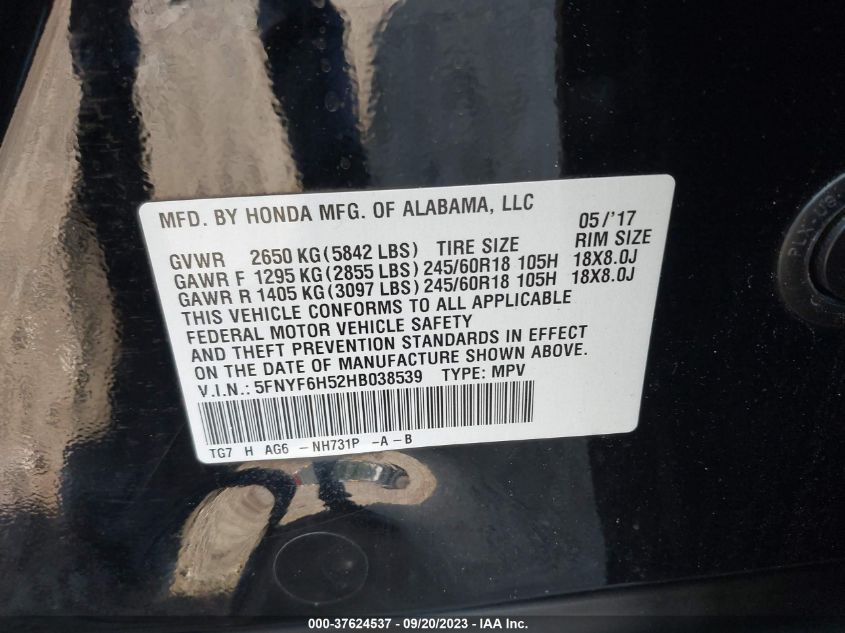 MFD. BY HONDA MFG. OF ALABAMA, LLC 05/'17
GVWR 2650 KG(5842 LBS) TIRE SIZE RIM SIZE
GAWR F 1295 KG(2855 LBS)245/60R18 105H 18X8.0J
GAWR R 1405 KG(3097 LBS)245/60R18 105H 18X8.0J
THIS VEHICLE CONFORMS TO ALL APPLICABLE
FEDERAL MOTOR VEHICLE SAFETY
AND THEFT PREVENTION STANDARDS IN EFFECT
ON THE DATE OF MANUFACTURE SHOWN ABOVE.
V.I.N.: 5FNYF6H52HB038539 TYPE: MPV
TG7 H AG6 -NH731P -A-B
000-37624537 - 09/20/2023 - IAA Inc.